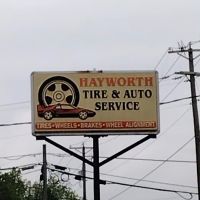 HAYWORTH
TIRE & AUTO
SERVICE
TIRES-WHEELS-BRAKES-WHEEL ALIGNMENT